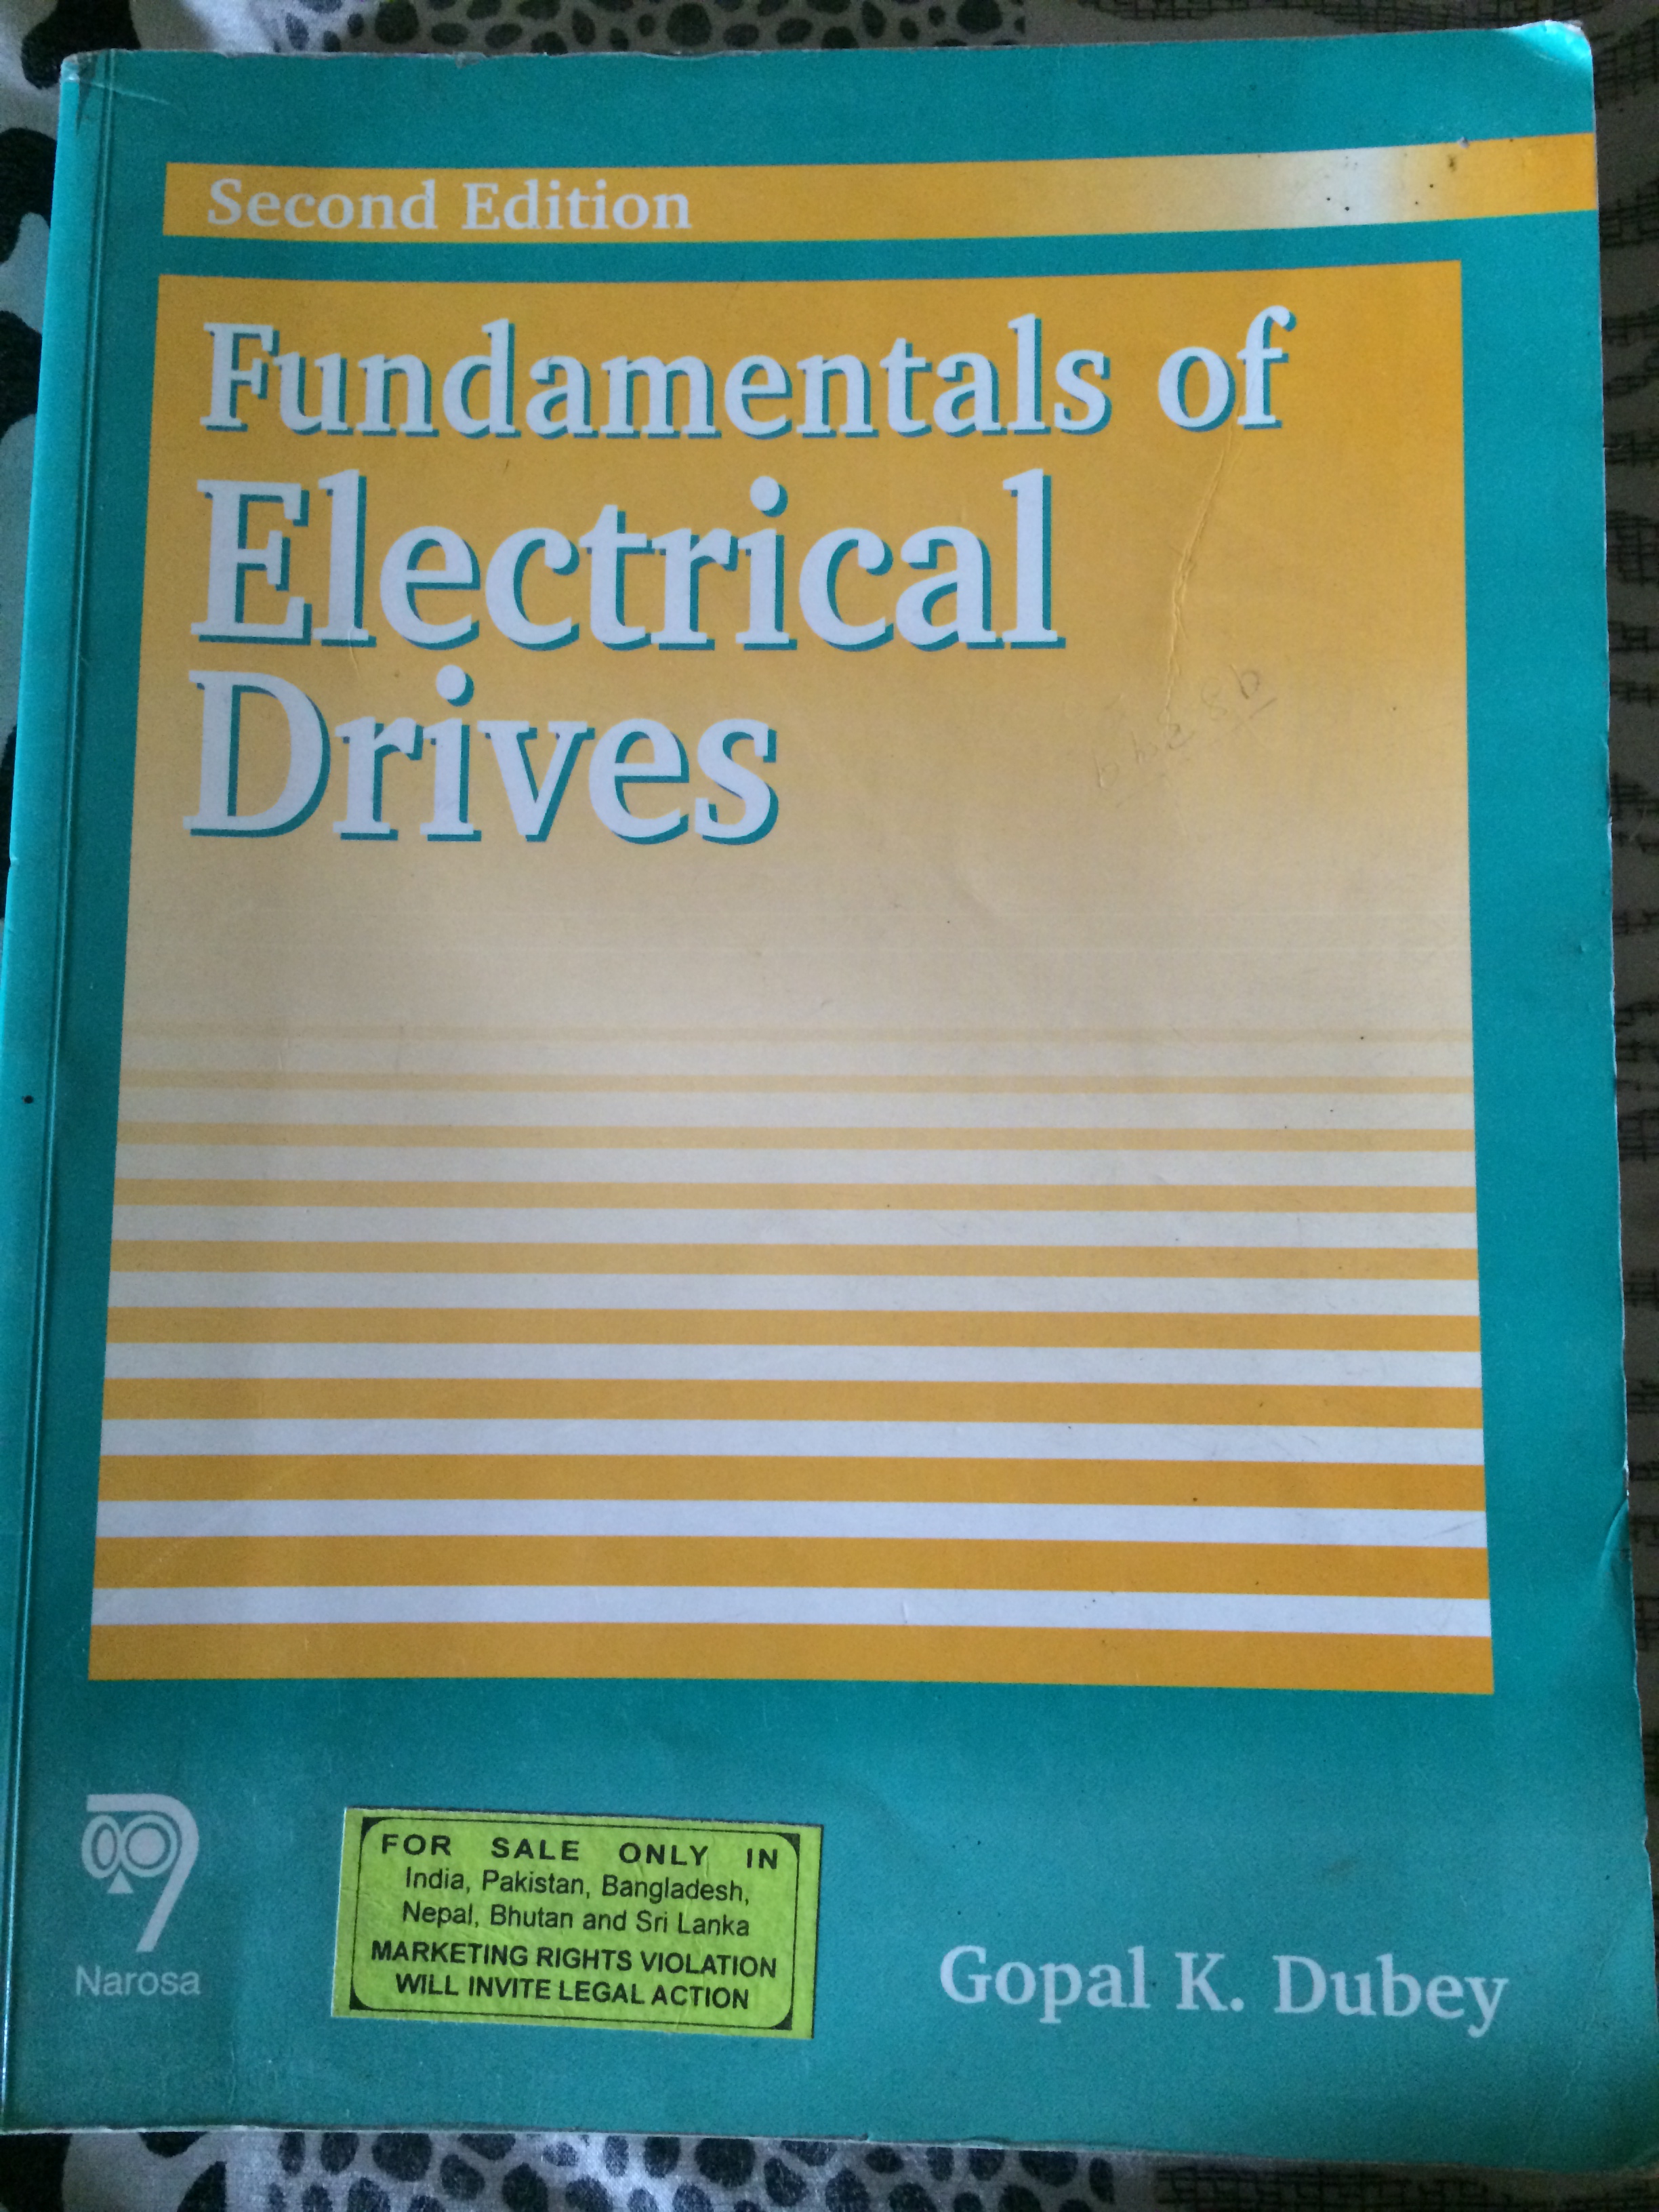 Second Edition
Fundamentals of
Electrical
Drives
Narosa
FOR SALE ONLY IN
India, Pakistan, Bangladesh,
Nepal, Bhutan and Sri Lanka
MARKETING RIGHTS VIOLATION
WILL INVITE LEGAL ACTION
Gopal K. Dubey